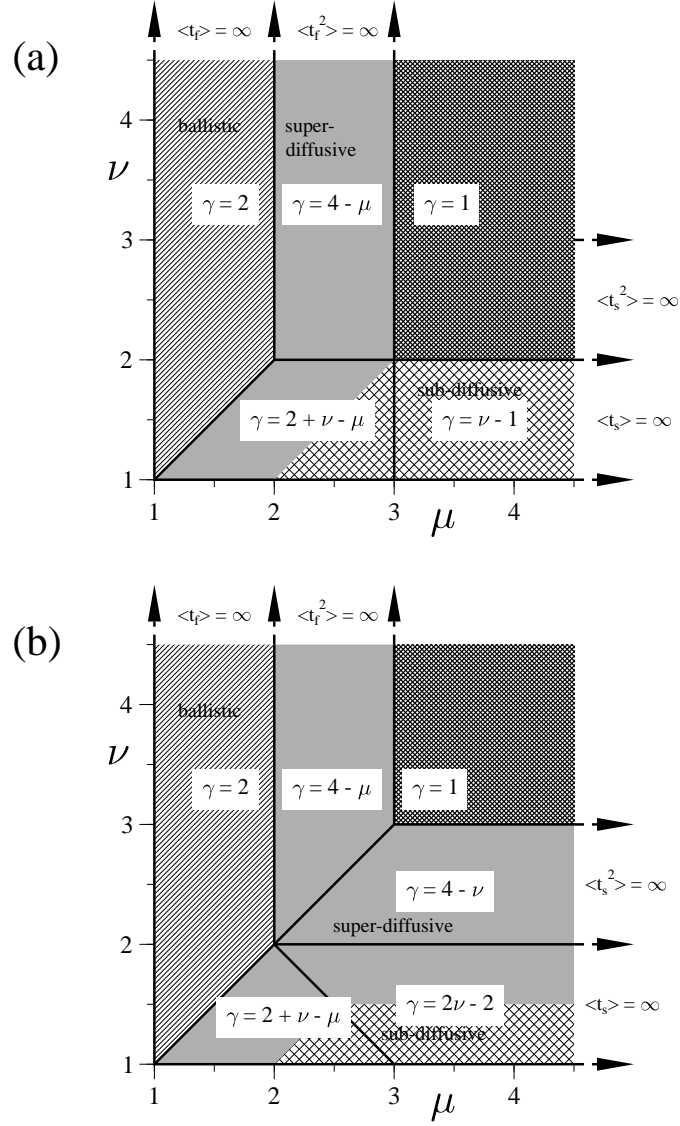 <t_f> = ∞ <t_f^2> = ∞
(a)
4
ballistic
super-
diffusive
ν
γ = 2 γ = 4 - μ γ = 1
3
<t_s^2> = ∞
2
sub-diffusive
γ = 2 + ν - μ γ = ν - 1 <t_s> = ∞
1
1 2 3 4
μ
<t_f> = ∞ <t_f^2> = ∞
(b)
4
ballistic
ν
γ = 2 γ = 4 - μ γ = 1
3
γ = 4 - ν <t_s^2> = ∞
super-diffusive
2
γ = 2 + ν - μ γ = 2ν - 2 <t_s> = ∞
sub-diffusive
1
1 2 3 4
μ